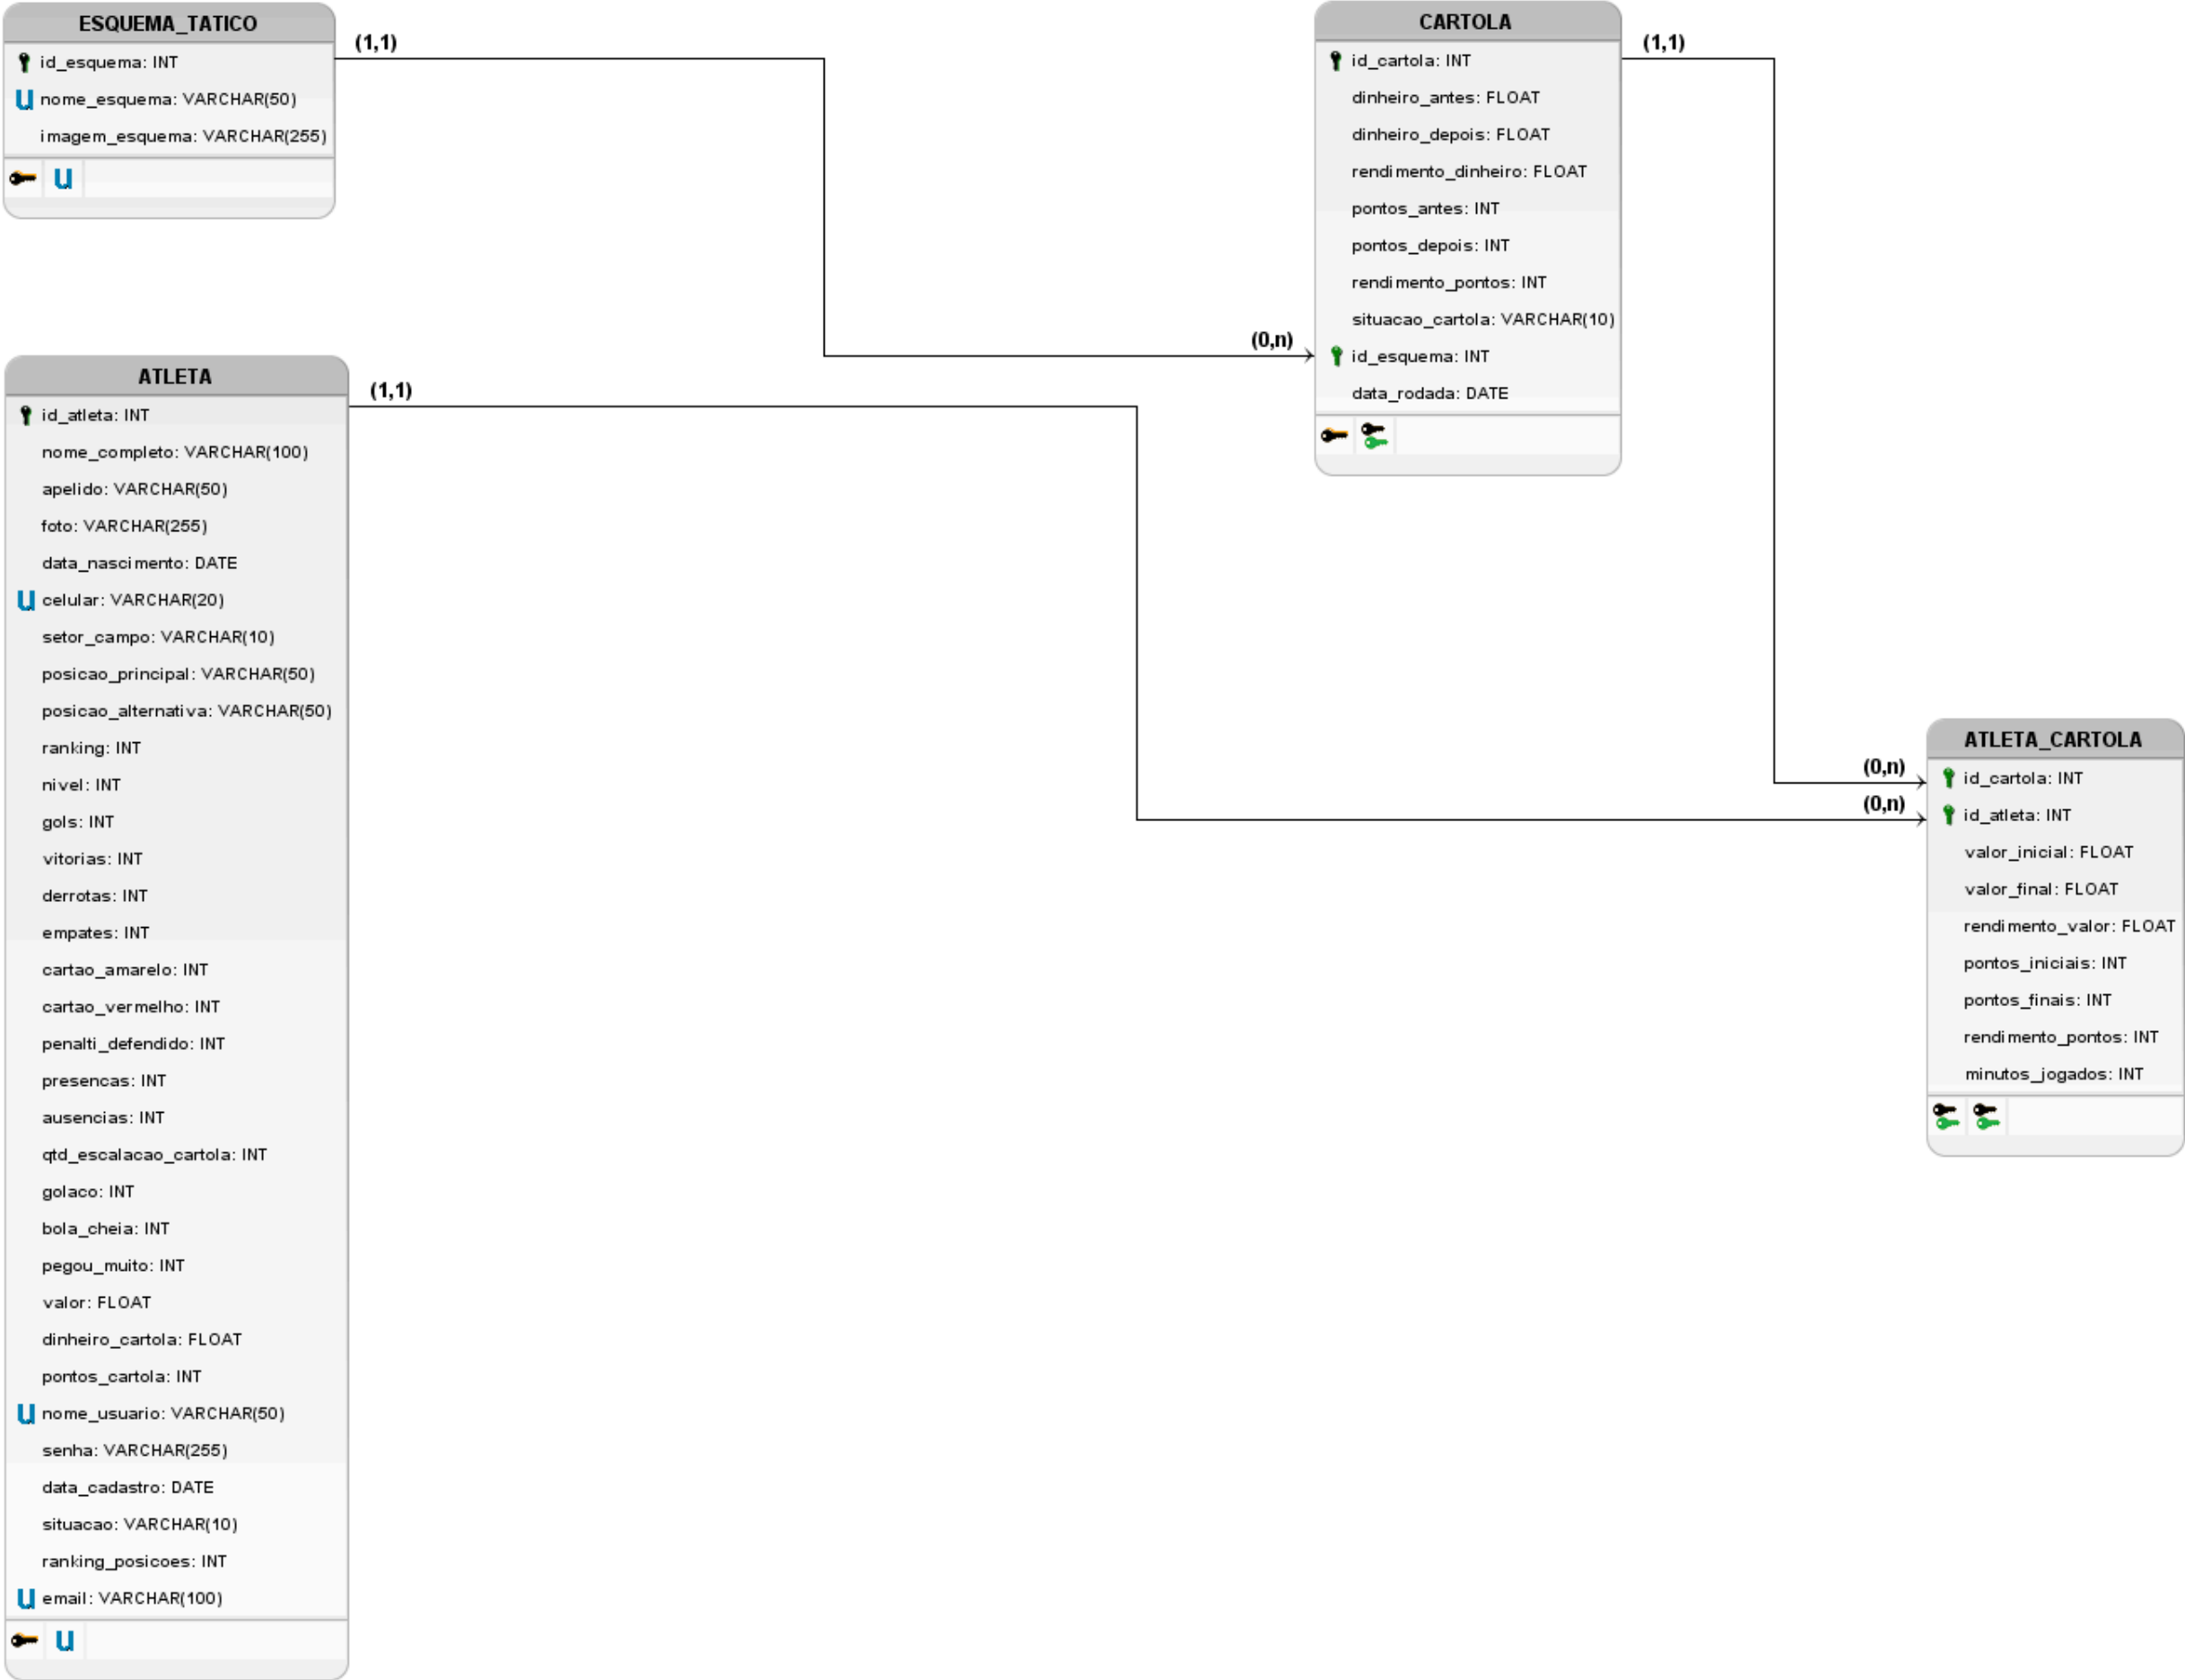 ESQUEMA_TATICO
id_esquema: INT
U nome_esquema: VARCHAR(50)
imagem_esquema: VARCHAR(255)
U
(1,1)
(0,n)
CARTOLA
id_cartola: INT
dinheiro_antes: FLOAT
dinheiro_depois: FLOAT
rendimento_dinheiro: FLOAT
pontos_antes: INT
pontos_depois: INT
rendimento_pontos: INT
situacao_cartola: VARCHAR(10)
id_esquema: INT
data_rodada: DATE
(1,1)
ATLETA
id_atleta: INT
nome_completo: VARCHAR(100)
apelido: VARCHAR(50)
foto: VARCHAR(255)
data_nascimento: DATE
U celular: VARCHAR(20)
setor_campo: VARCHAR(10)
posicao_principal: VARCHAR(50)
posicao_alternativa: VARCHAR(50)
ranking: INT
nivel: INT
gols: INT
vitorias: INT
derrotas: INT
empates: INT
cartao_amarelo: INT
cartao_vermelho: INT
penalti_defendido: INT
presencas: INT
ausencias: INT
qtd_escalacao_cartola: INT
golaco: INT
bola_cheia: INT
pegou_muito: INT
valor: FLOAT
dinheiro_cartola: FLOAT
pontos_cartola: INT
U nome_usuario: VARCHAR(50)
senha: VARCHAR(255)
data_cadastro: DATE
situacao: VARCHAR(10)
ranking_posicoes: INT
U email: VARCHAR(100)
U
(1,1)
(0,n)
(0,n)
ATLETA_CARTOLA
id_cartola: INT
id_atleta: INT
valor_inicial: FLOAT
valor_final: FLOAT
rendimento_valor: FLOAT
pontos_iniciais: INT
pontos_finais: INT
rendimento_pontos: INT
minutos_jogados: INT